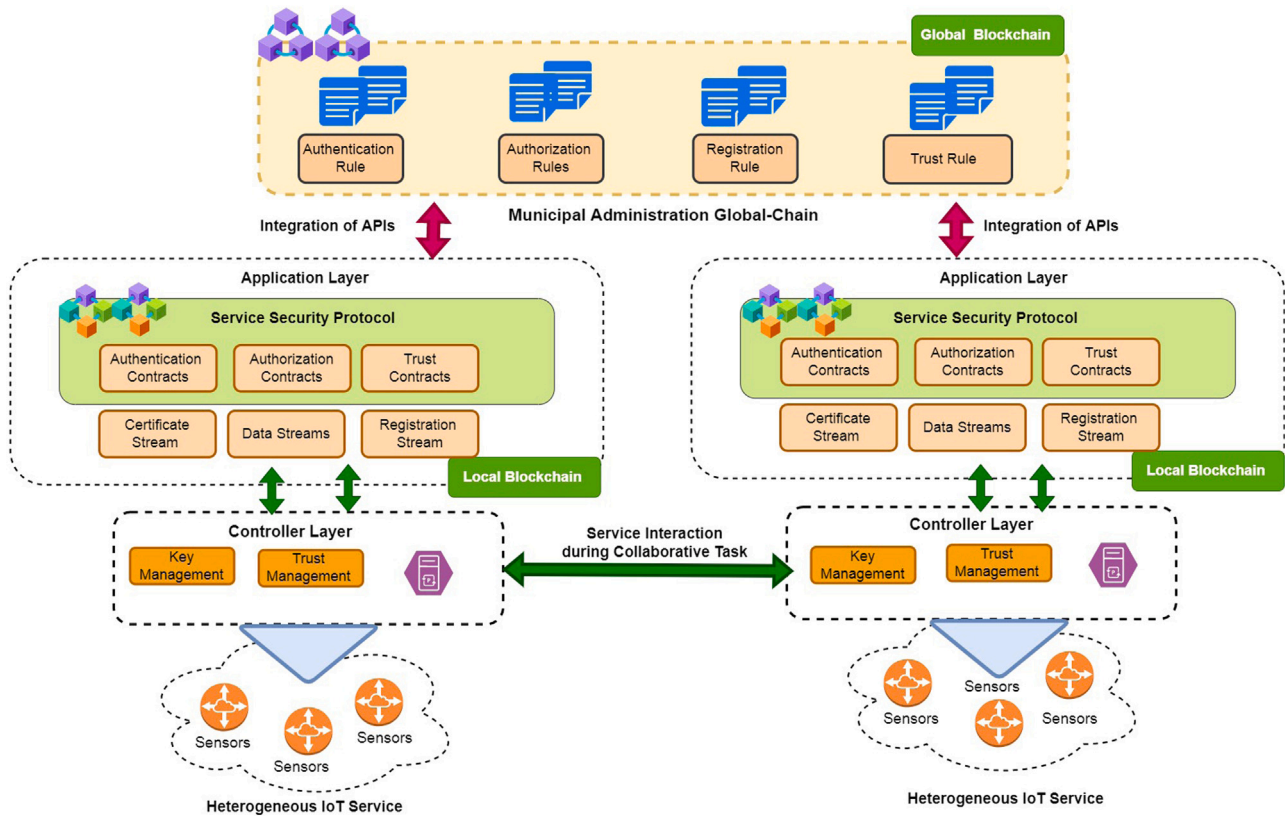 Global Blockchain
Authentication
Rule
Authorization
Rules
Registration
Rule
Trust Rule
Municipal Administration Global-Chain
Integration of APIs
Integration of APIs
Application Layer
Service Security Protocol
Authentication
Contracts
Authorization
Contracts
Trust
Contracts
Certificate
Stream
Data Streams
Registration
Stream
Local Blockchain
Application Layer
Service Security Protocol
Authentication
Contracts
Authorization
Contracts
Trust
Contracts
Certificate
Stream
Data Streams
Registration
Stream
Local Blockchain
Controller Layer
Key
Management
Trust
Management
Service Interaction
during Collaborative Task
Controller Layer
Key
Management
Trust
Management
Sensors
Sensors
Sensors
Heterogeneous IoT Service
Sensors
Sensors
Sensors
Heterogeneous IoT Service